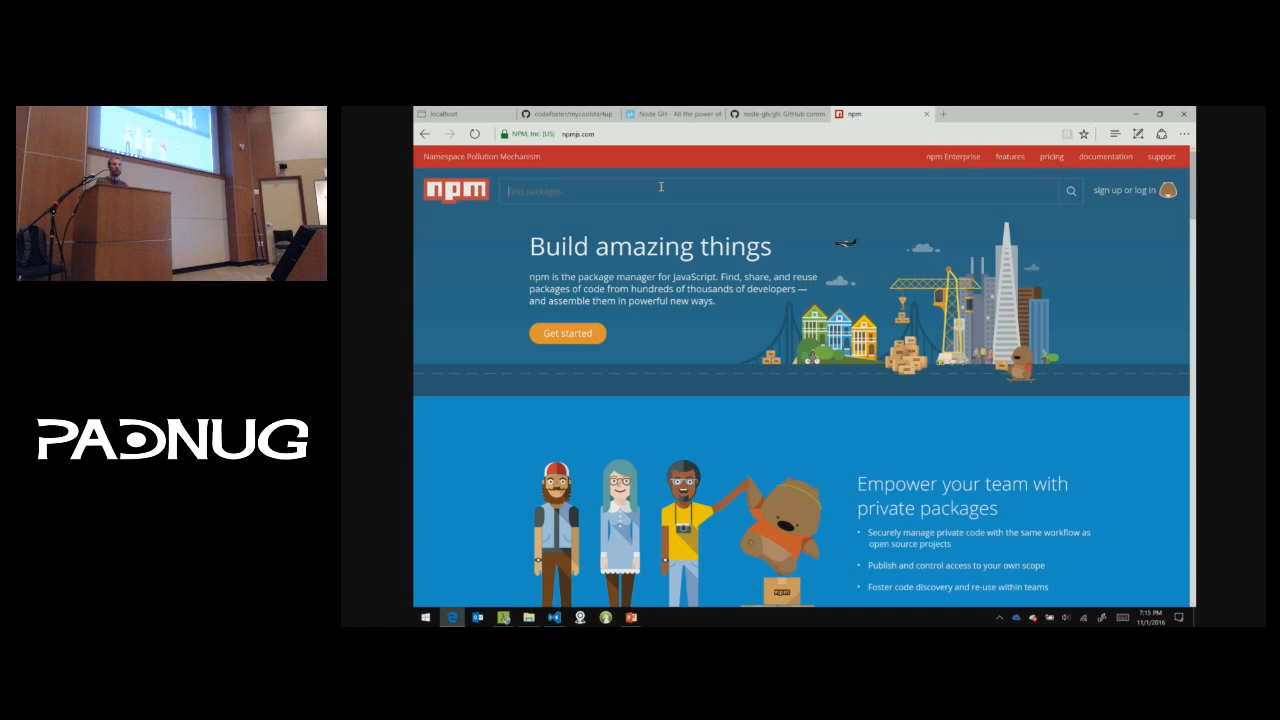 PADNUG
localhost
codefoster/mycoolstartup
Node GH - All the power of
node-gh/gh: GitHub comm
npm
NPM, Inc. [US]
npmjs.com
Namespace Pollution Mechanism
npm Enterprise
features
pricing
documentation
support
npm
find packages
sign up or log in
Build amazing things
npm is the package manager for JavaScript. Find, share, and reuse
packages of code from hundreds of thousands of developers —
and assemble them in powerful new ways.
Get started
Empower your team with
private packages
• Securely manage private code with the same workflow as
open source projects
• Publish and control access to your own scope
• Foster code discovery and re-use within teams
npm
7:15 PM
11/1/2016